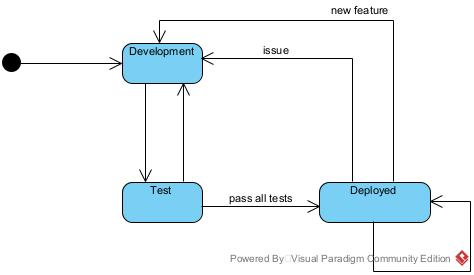 new feature
Development
issue
Test
pass all tests
Deployed
Powered By Visual Paradigm Community Edition